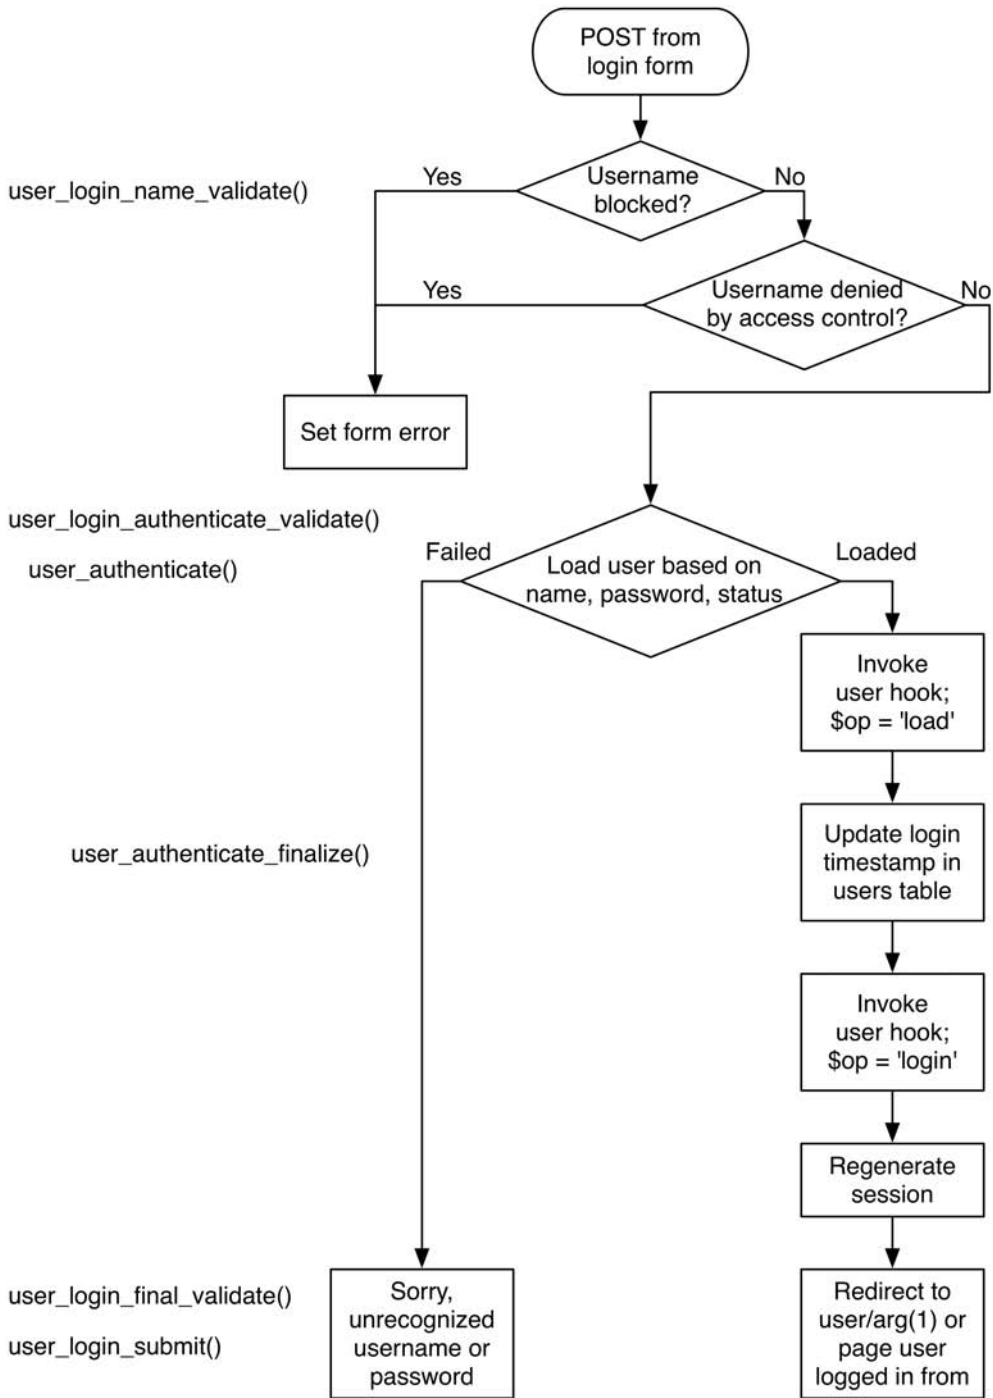 POST from
login form
user_login_name_validate()
Yes
Username
blocked?
No
Yes
Username denied
by access control?
No
Set form error
user_login_authenticate_validate()
user_authenticate()
Failed
Load user based on
name, password, status
Loaded
Invoke
user hook;
$op = 'load'
user_authenticate_finalize()
Update login
timestamp in
users table
Invoke
user hook;
$op = 'login'
Regenerate
session
user_login_final_validate()
user_login_submit()
Sorry,
unrecognized
username or
password
Redirect to
user/arg(1) or
page user
logged in from